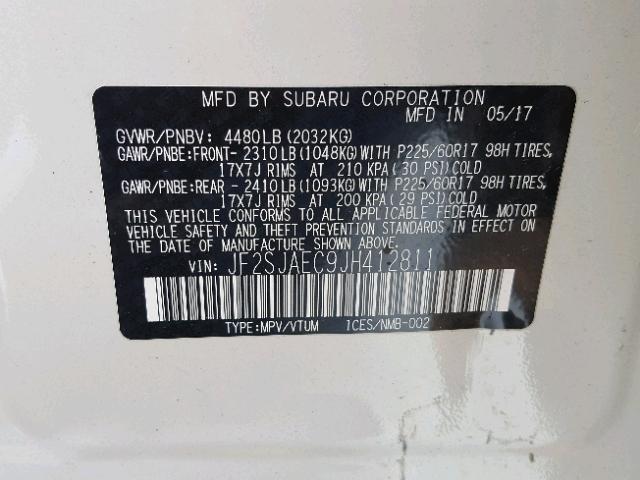 MFD BY SUBARU CORPORATION
MFD IN 05/17
GVWR/PNBV: 4480LB(2032KG)
GAWR/PNBE:FRONT- 2310LB(1048KG)WITH P225/60R17 98H TIRES,
17X7J RIMS AT 210 KPA(30 PSI)COLD
GAWR/PNBE:REAR - 2410LB(1093KG)WITH P225/60R17 98H TIRES,
17X7J RIMS AT 200 KPA(29 PSI)COLD
THIS VEHICLE CONFORMS TO ALL APPLICABLE FEDERAL MOTOR
VEHICLE SAFETY AND THEFT PREVENTION STANDARDS IN EFFECT ON
THE DATE OF MANUFACTURE SHOWN ABOVE.
VIN: JF2SJAEC9JH412811
TYPE:MPV/VTUM ICES/NMB-002